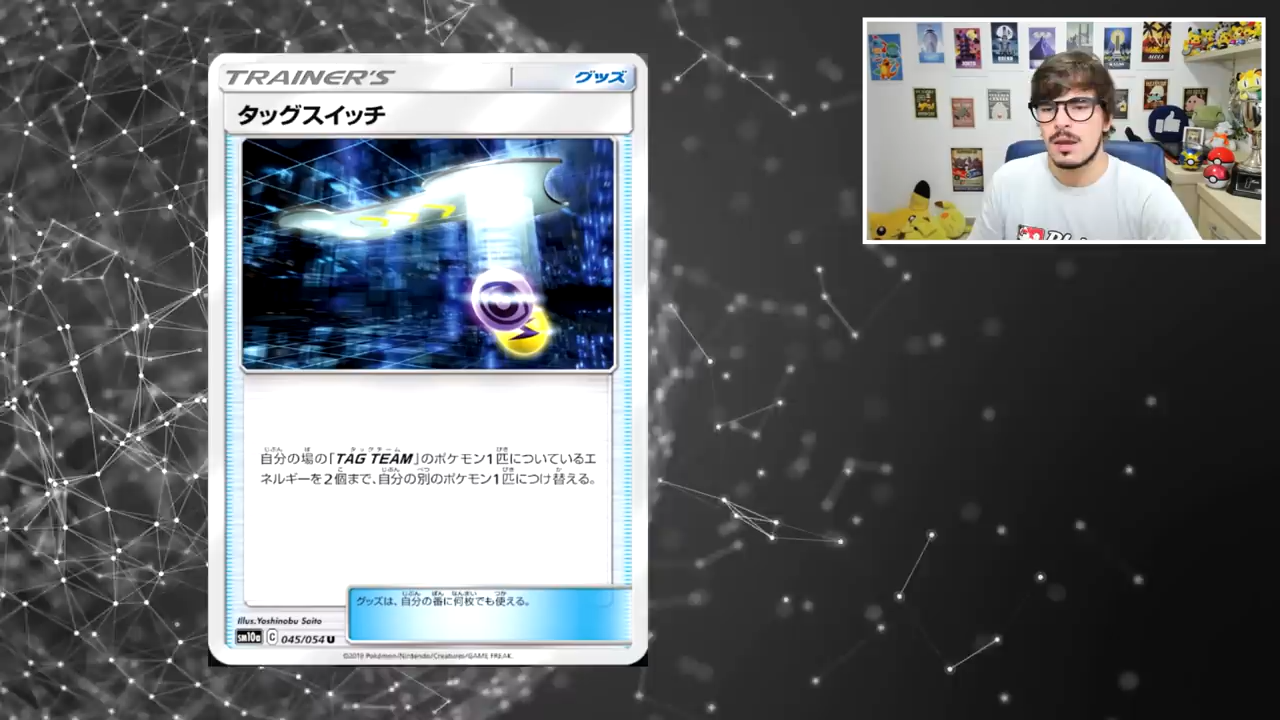 TRAINER'S
グッズ
タッグスイッチ
自分の場の「TAG TEAM」のポケモン1匹についているエ
ネルギーを2個まで、自分の別のポケモン1匹につけ替える。
グッズは、自分の番に何枚でも使える。
Illus.Yoshinobu Saito
sm10a C 045/054 U
©2019 Pokémon/Nintendo/Creatures/GAME FREAK.